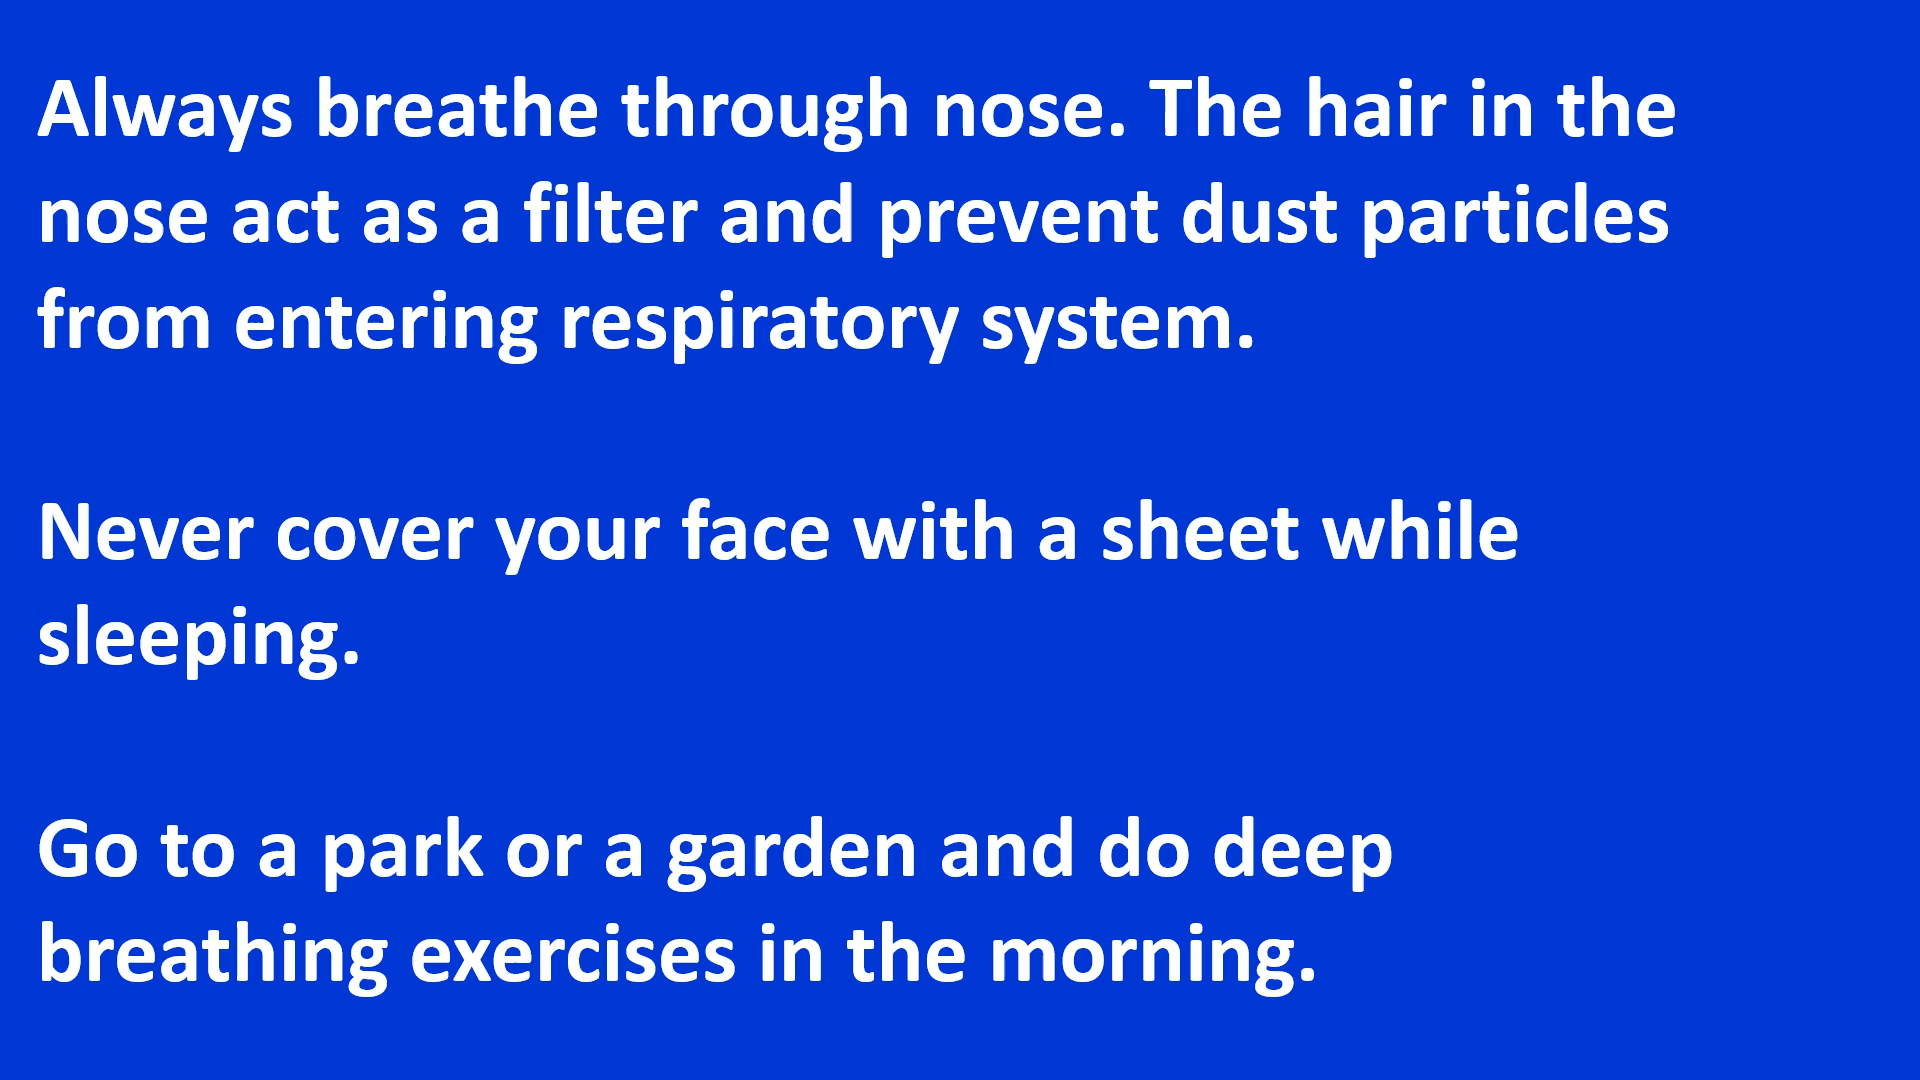 Always breathe through nose. The hair in the
nose act as a filter and prevent dust particles
from entering respiratory system.
Never cover your face with a sheet while
sleeping.
Go to a park or a garden and do deep
breathing exercises in the morning.